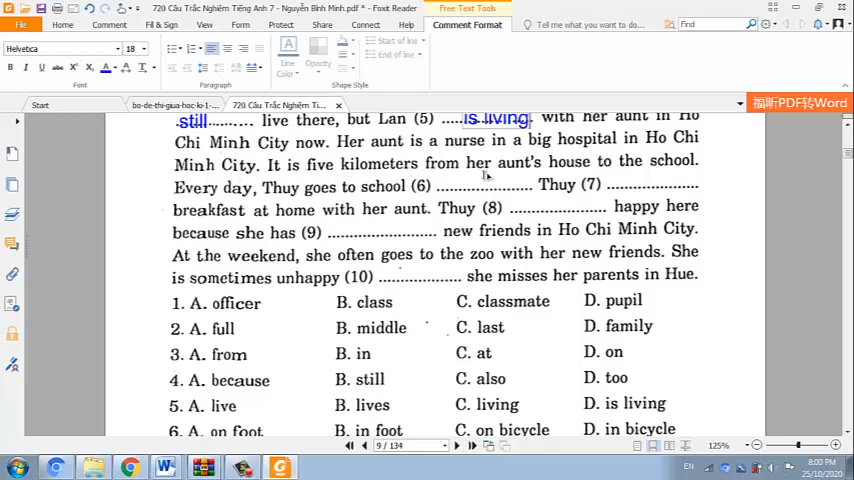 720 Câu Trắc Nghiệm Tiếng Anh 7 - Nguyễn Bình Minh.pdf * - Foxit Reader
Free Text Tools
File Home Comment View Form Protect Share Connect Help Extras Comment Format Tell me what you want to do... Find
Helvetica 18
Start of line
End of line
Callout Line Color
Opacity
Font Fill & Sign Paragraph Shape Style
Start bo-de-thi-giua-hoc-ki-1-... 720 Câu Trắc Nghiệm Ti...
福昕PDF转Word
still ......... live there, but Lan (5) ..... is living . with her aunt in Ho
Chi Minh City now. Her aunt is a nurse in a big hospital in Ho Chi
Minh City. It is five kilometers from her aunt's house to the school.
Every day, Thuy goes to school (6) ...................... Thuy (7) .....................
breakfast at home with her aunt. Thuy (8) ...................... happy here
because she has (9) ......................... new friends in Ho Chi Minh City.
At the weekend, she often goes to the zoo with her new friends. She
is sometimes unhappy (10) ................... she misses her parents in Hue.
1. A. officer B. class C. classmate D. pupil
2. A. full B. middle C. last D. family
3. A. from B. in C. at D. on
4. A. because B. still C. also D. too
5. A. live B. lives C. living D. is living
6. A. on foot B. in foot C. on bicycle D. in bicycle
9 / 134 125%
EN 8:00 PM
25/10/2020